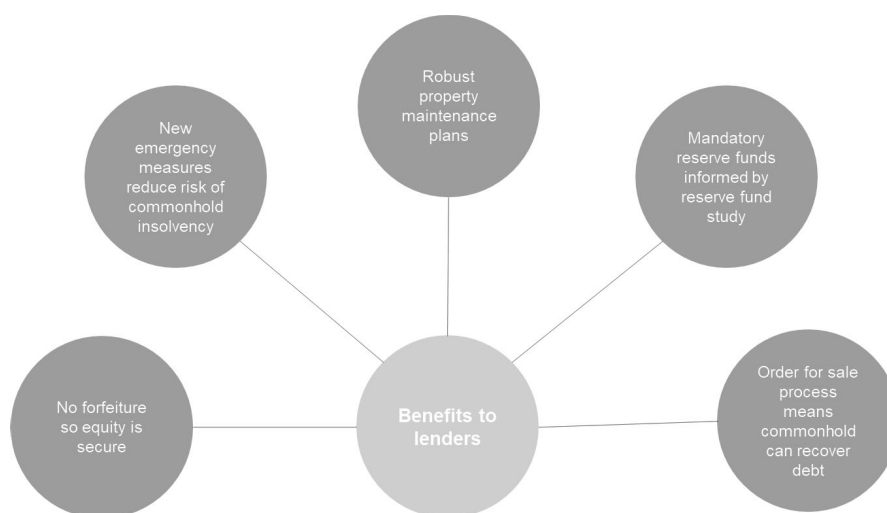 Robust
property
maintenance
plans
New
emergency
measures
reduce risk of
commonhold
insolvency
Mandatory
reserve funds
informed by
reserve fund
study
No forfeiture
so equity is
secure
Benefits to
lenders
Order for sale
process
means
commonhold
can recover
debt